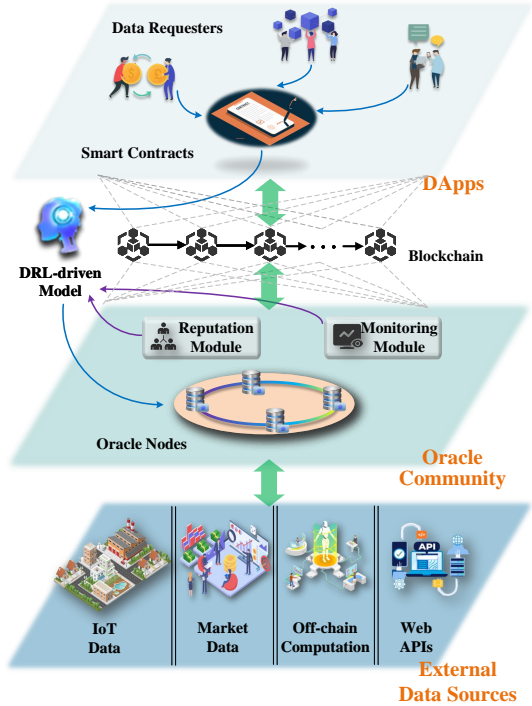 Data Requesters
Smart Contracts
DApps
Blockchain
DRL-driven
Model
Reputation
Module
Monitoring
Module
Oracle Nodes
Oracle
Community
API
IoT
Data
Market
Data
Off-chain
Computation
Web
APIs
External
Data Sources